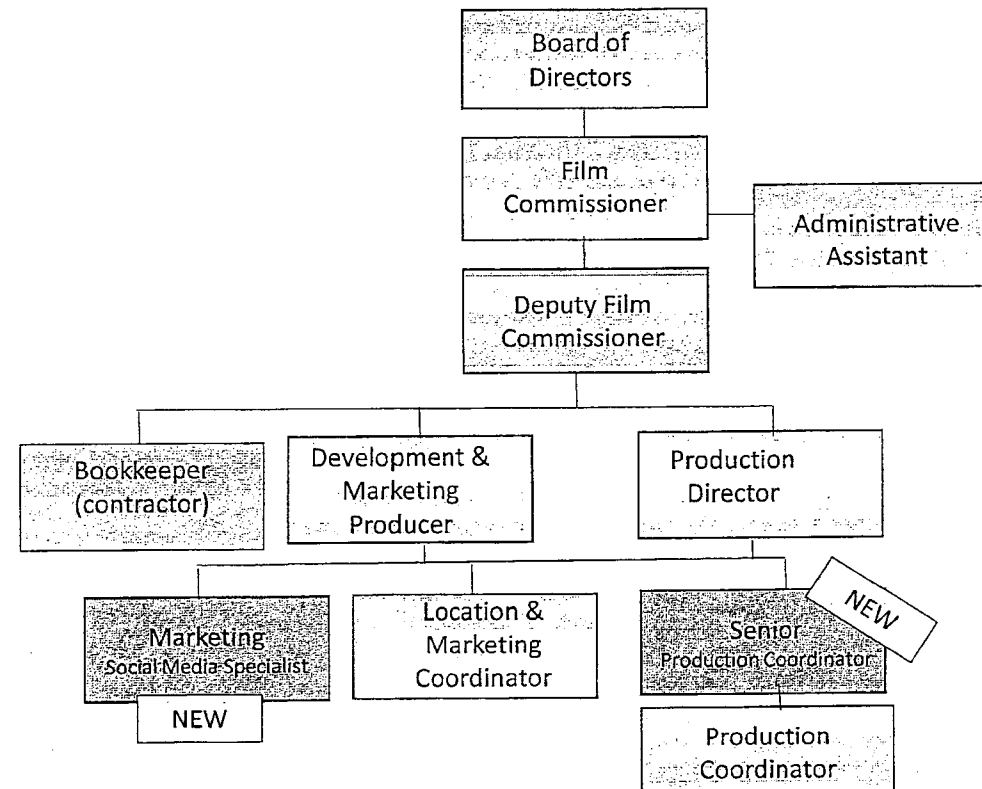 Board of
Directors
Film
Commissioner
Administrative
Assistant
Deputy Film
Commissioner
Bookkeeper
(contractor)
Development &
Marketing
Producer
Production
Director
Marketing
Social Media Specialist
NEW
Location &
Marketing
Coordinator
Senior
Production Coordinator
NEW
Production
Coordinator